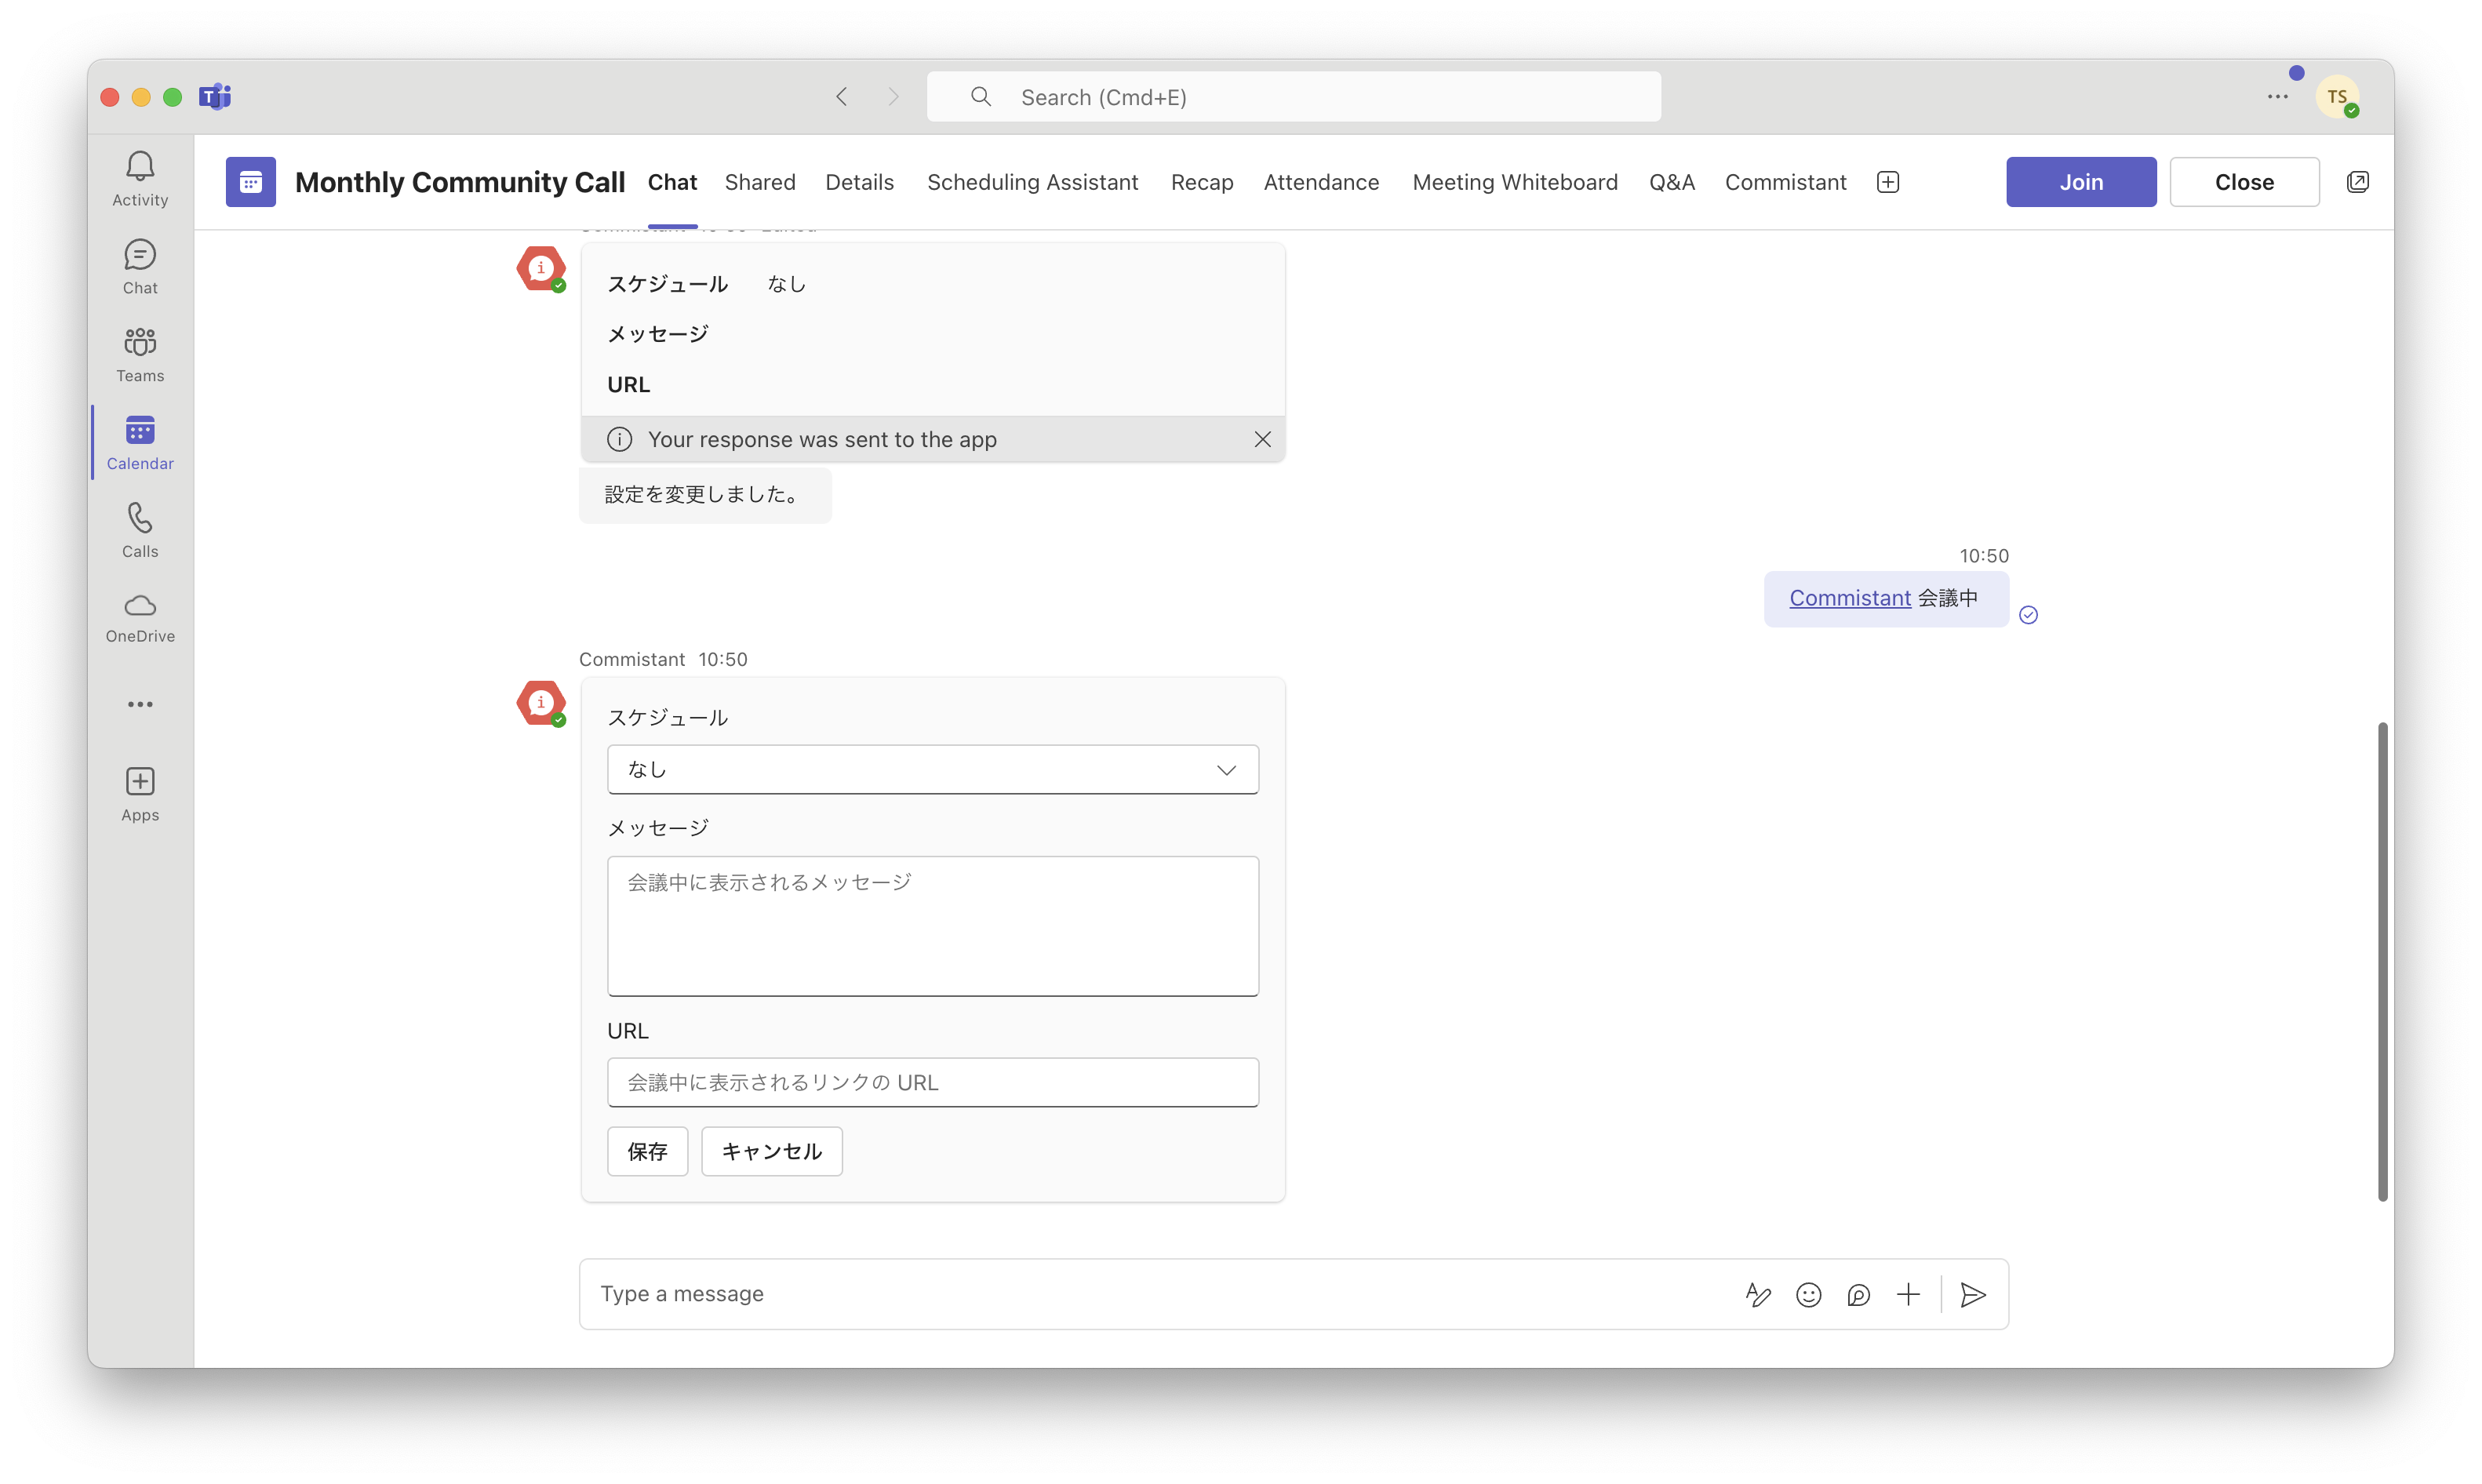 Search (Cmd+E)
TS
Activity
Chat
Teams
Calendar
Calls
OneDrive
Apps
Monthly Community Call
Chat
Shared
Details
Scheduling Assistant
Recap
Attendance
Meeting Whiteboard
Q&A
Commistant
Join
Close
スケジュール なし
メッセージ
URL
Your response was sent to the app
設定を変更しました。
10:50
Commistant 会議中
Commistant 10:50
スケジュール
なし
メッセージ
会議中に表示されるメッセージ
URL
会議中に表示されるリンクの URL
保存 キャンセル
Type a message